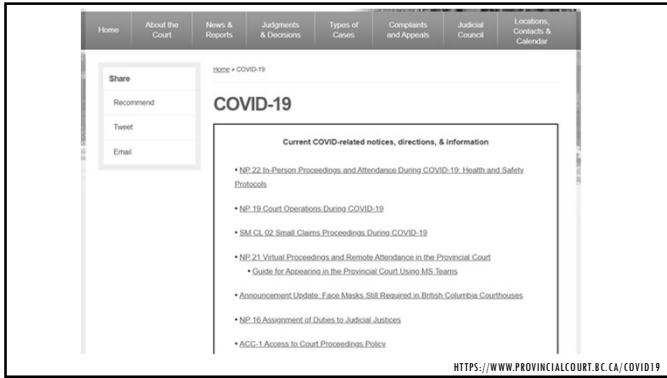 Home
About the
Court
News &
Reports
Judgments
& Decisions
Types of
Cases
Complaints
and Appeals
Judicial
Council
Locations,
Contacts &
Calendar
Share
Recommend
Tweet
Email
Home » COVID-19
COVID-19
Current COVID-related notices, directions, & information
• NP 22 In-Person Proceedings and Attendance During COVID-19: Health and Safety
Protocols
• NP 19 Court Operations During COVID-19
• SM CL 02 Small Claims Proceedings During COVID-19
• NP 21 Virtual Proceedings and Remote Attendance in the Provincial Court
• Guide for Appearing in the Provincial Court Using MS Teams
• Announcement Update: Face Masks Still Required in British Columbia Courthouses
• NP 16 Assignment of Duties to Judicial Justices
• ACC-1 Access to Court Proceedings Policy
HTTPS://WWW.PROVINCIALCOURT.BC.CA/COVID19